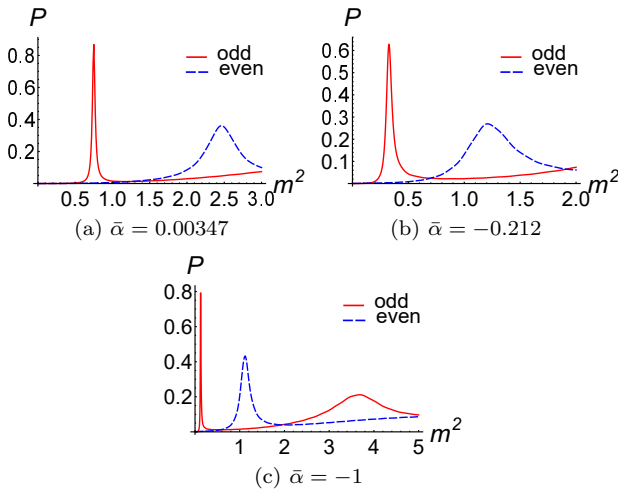 P
P
0.8
0.6
0.4
0.2
odd
even
0.5 1.0 1.5 2.0 2.5 3.0 m²
0.6
0.5
0.4
0.3
0.2
0.1
odd
even
0.5 1.0 1.5 2.0 m²
(a) ᾱ = 0.00347
(b) ᾱ = −0.212
P
0.8
0.6
0.4
0.2
odd
even
1 2 3 4 5 m²
(c) ᾱ = −1